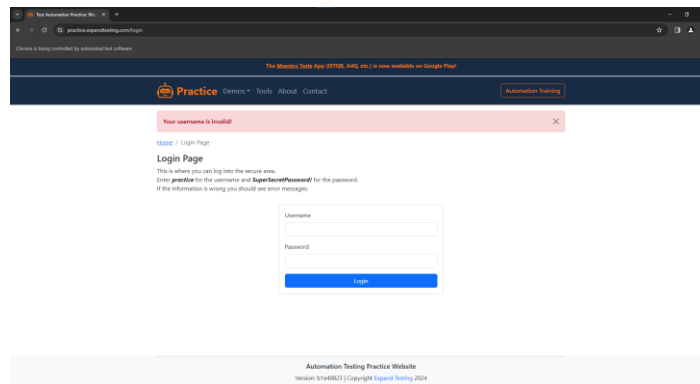 Test Automation Practice We
practice.expandtesting.com/login
Chrome is being controlled by automated test software.
The Maestro Tests App (ISTQB, A4Q, etc.) is now available on Google Play!
Practice Demos Tools About Contact Automation Training
Your username is invalid!
Home / Login Page
Login Page
This is where you can log into the secure area.
Enter practice for the username and SuperSecretPassword! for the password.
If the information is wrong you should see error messages.
Username
Password
Login
Automation Testing Practice Website
Version: b1e49823 | Copyright Expand Testing 2024